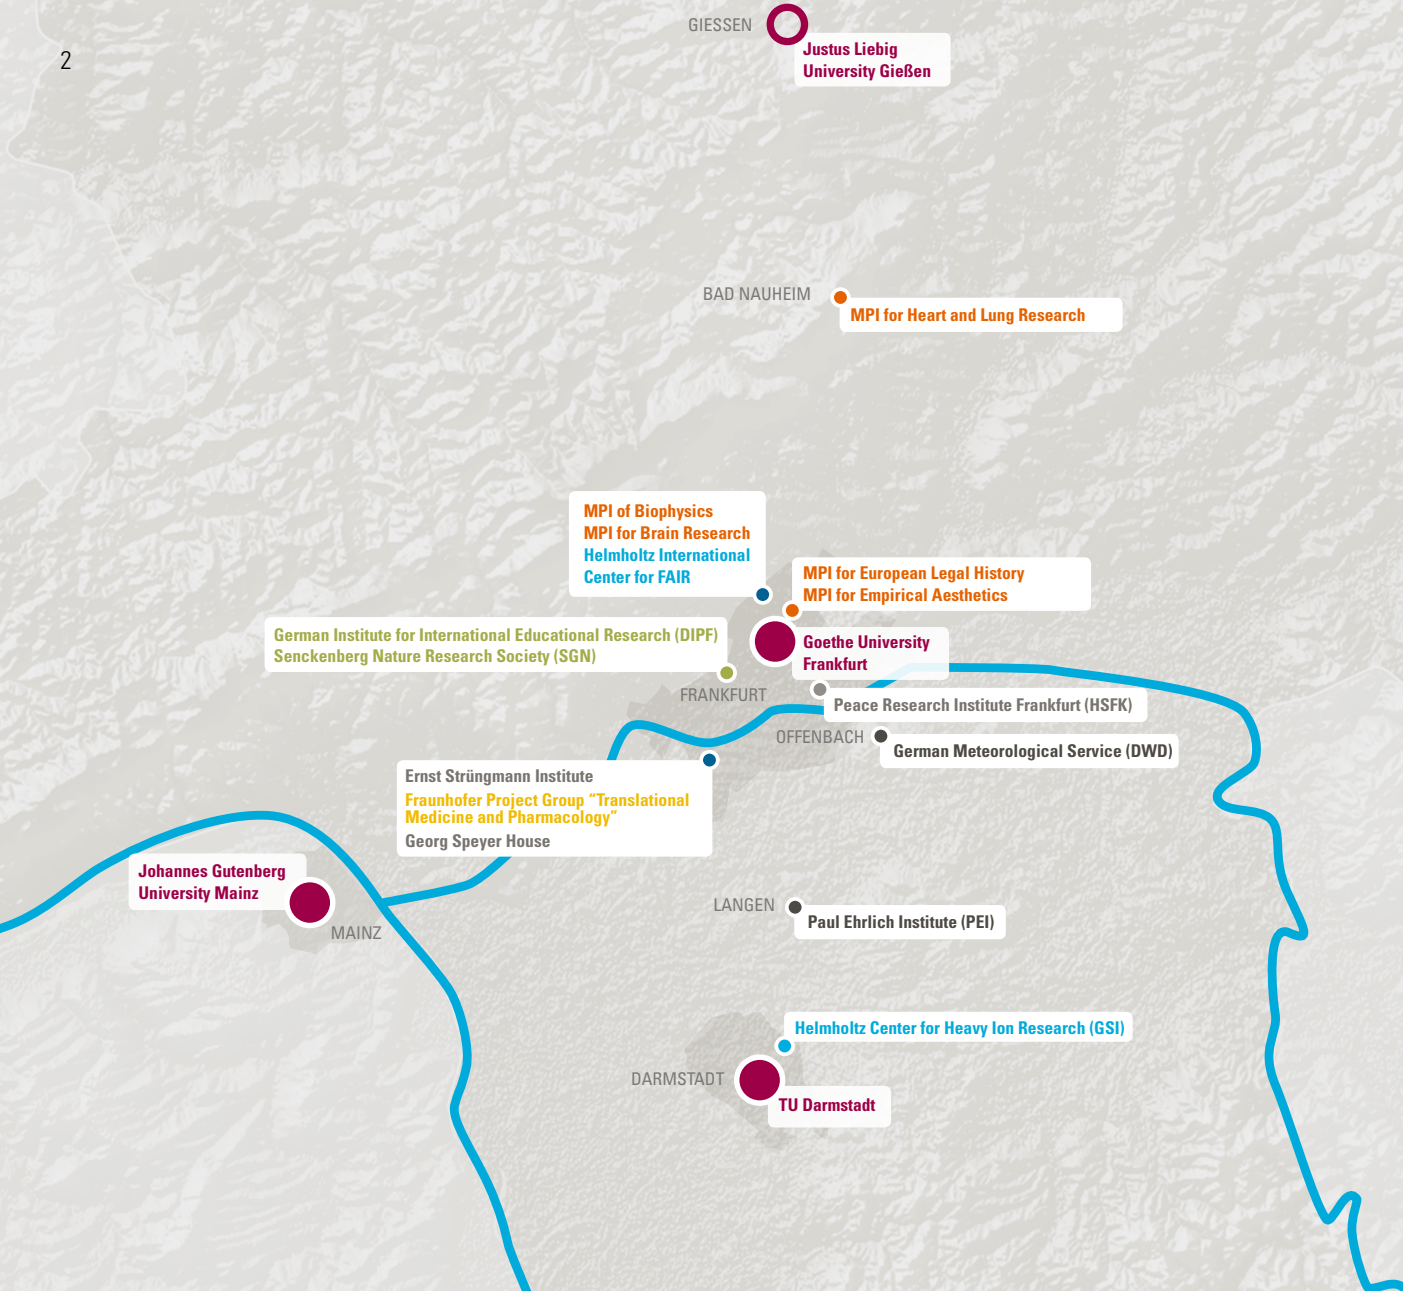 GIESSEN
2
Justus Liebig
University Gießen
BAD NAUHEIM
MPI for Heart and Lung Research
MPI of Biophysics
MPI for Brain Research
Helmholtz International
Center for FAIR
MPI for European Legal History
MPI for Empirical Aesthetics
German Institute for International Educational Research (DIPF)
Senckenberg Nature Research Society (SGN)
Goethe University
Frankfurt
FRANKFURT
Peace Research Institute Frankfurt (HSFK)
OFFENBACH
German Meteorological Service (DWD)
Ernst Strüngmann Institute
Fraunhofer Project Group “Translational
Medicine and Pharmacology”
Georg Speyer House
Johannes Gutenberg
University Mainz
MAINZ
LANGEN
Paul Ehrlich Institute (PEI)
Helmholtz Center for Heavy Ion Research (GSI)
DARMSTADT
TU Darmstadt